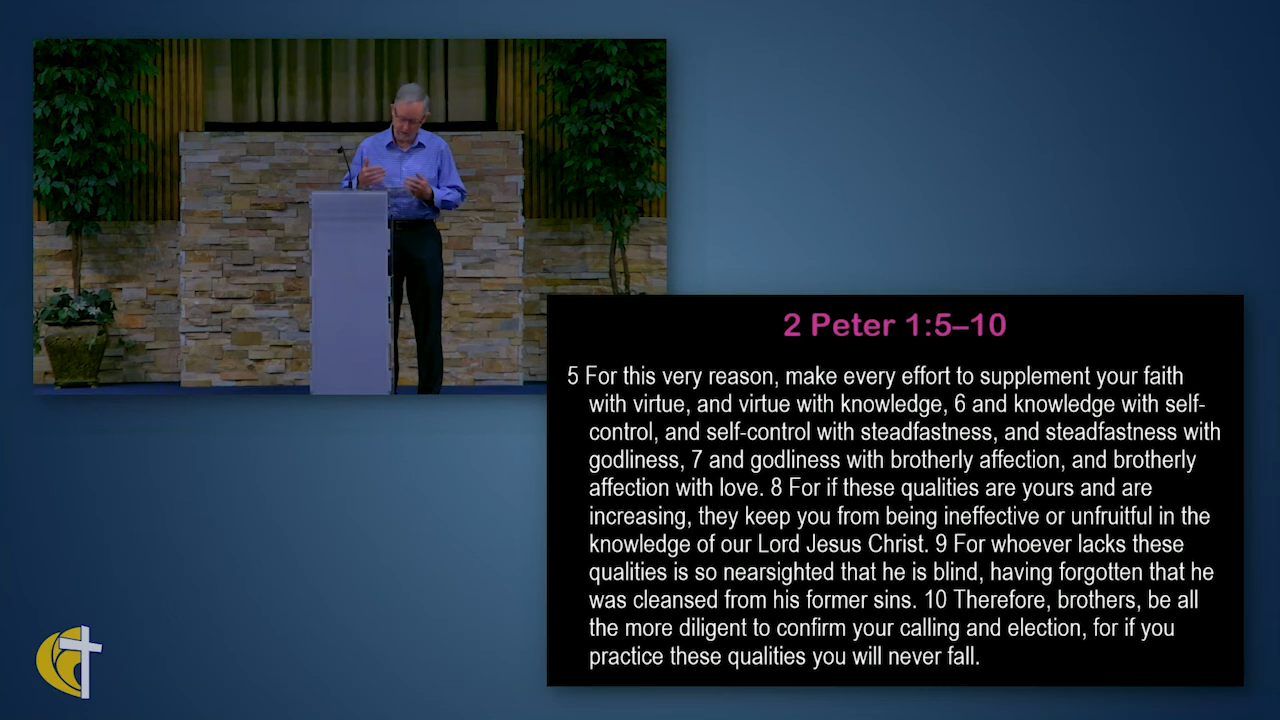 2 Peter 1:5–10
5 For this very reason, make every effort to supplement your faith
with virtue, and virtue with knowledge, 6 and knowledge with self-
control, and self-control with steadfastness, and steadfastness with
godliness, 7 and godliness with brotherly affection, and brotherly
affection with love. 8 For if these qualities are yours and are
increasing, they keep you from being ineffective or unfruitful in the
knowledge of our Lord Jesus Christ. 9 For whoever lacks these
qualities is so nearsighted that he is blind, having forgotten that he
was cleansed from his former sins. 10 Therefore, brothers, be all
the more diligent to confirm your calling and election, for if you
practice these qualities you will never fall.